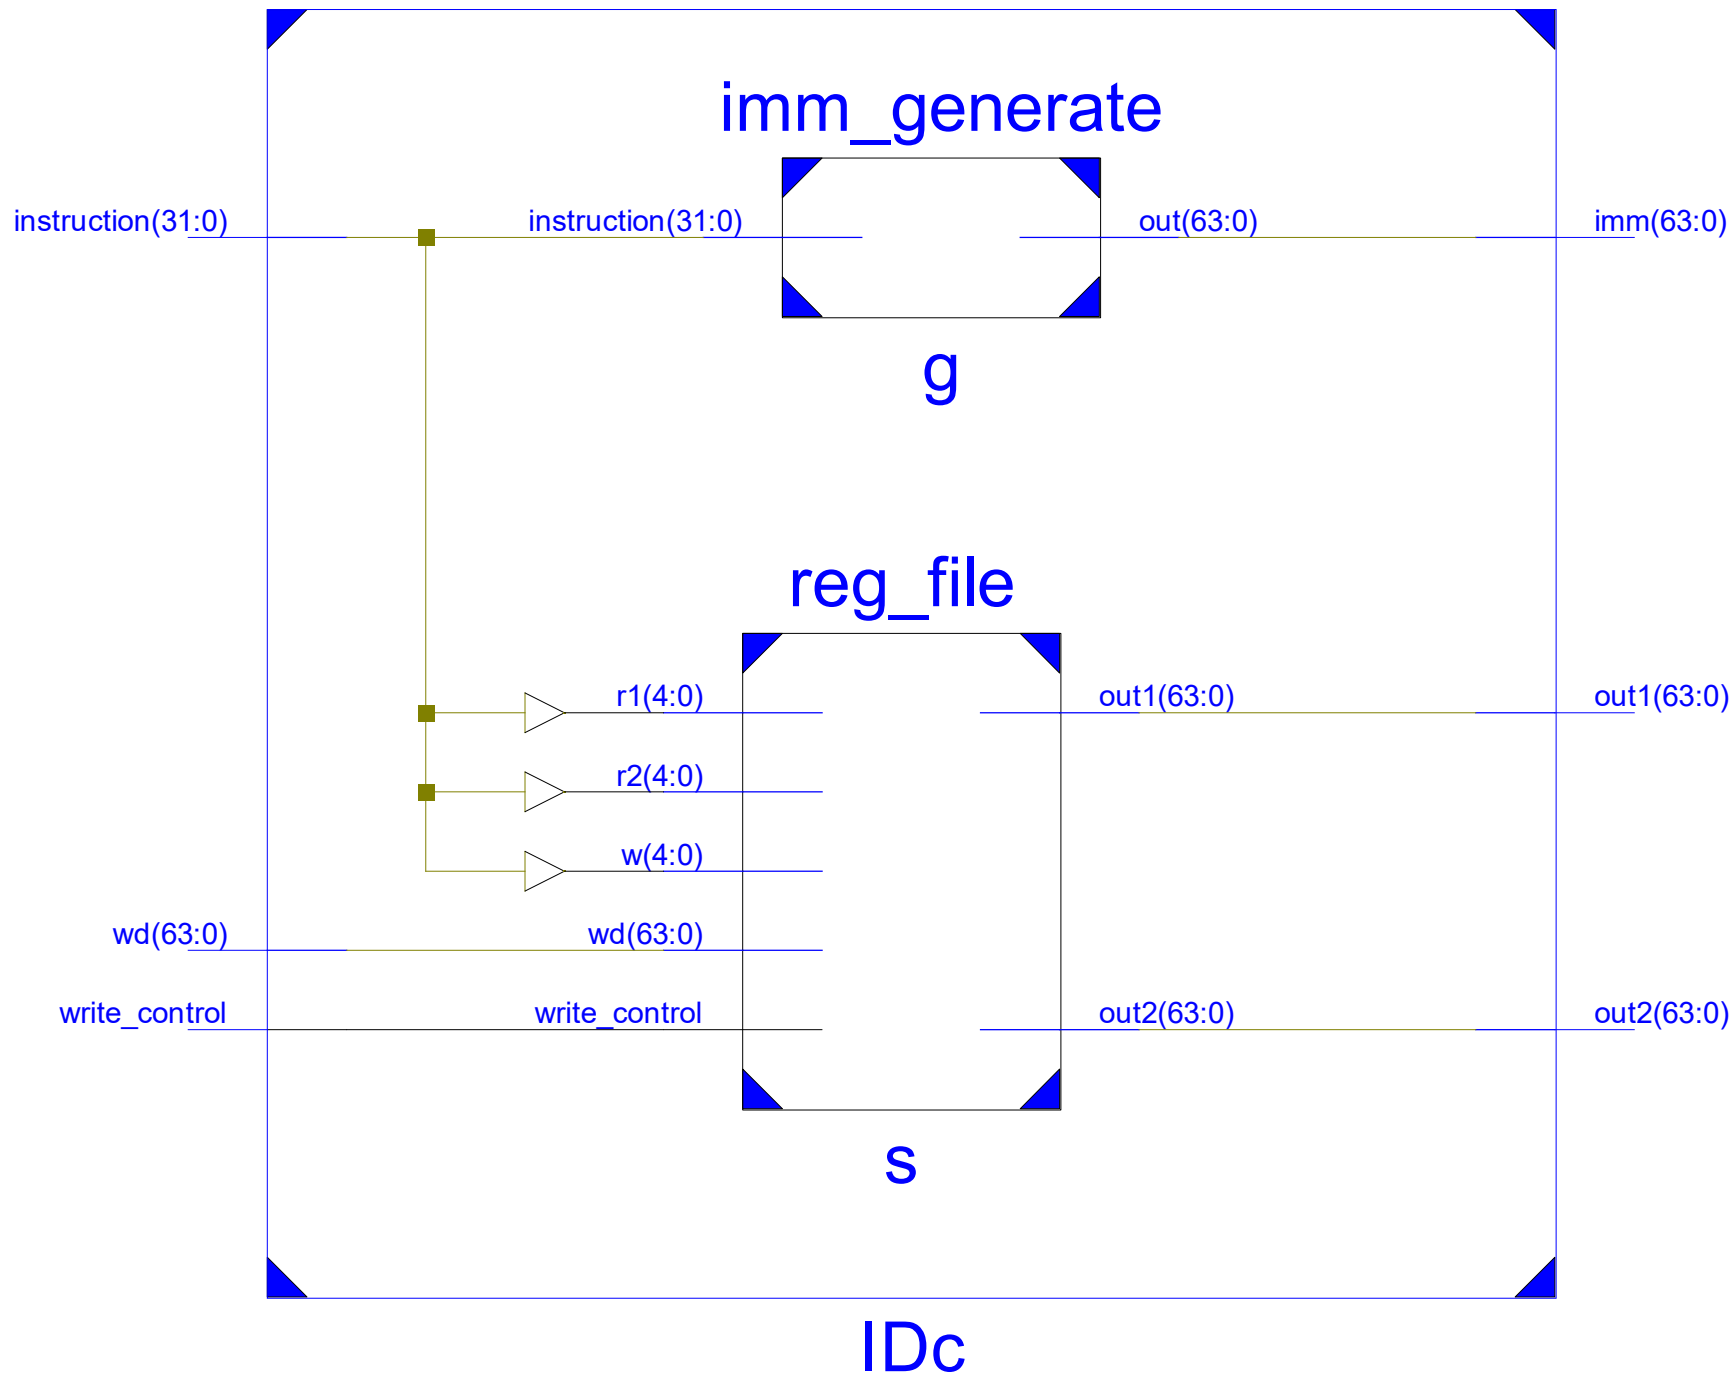 imm_generate
instruction(31:0) instruction(31:0) out(63:0) imm(63:0)
g
reg_file
r1(4:0) out1(63:0) out1(63:0)
r2(4:0)
w(4:0)
wd(63:0) wd(63:0)
write_control write_control out2(63:0) out2(63:0)
s
IDc